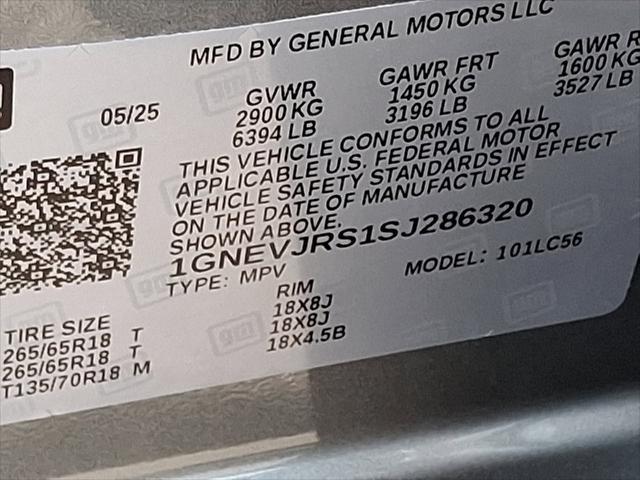 MFD BY GENERAL MOTORS LLC
05/25
GVWR
2900 KG
6394 LB
GAWR FRT
1450 KG
3196 LB
GAWR R
1600 KG
3527 LB
THIS VEHICLE CONFORMS TO ALL
APPLICABLE U.S. FEDERAL MOTOR
VEHICLE SAFETY STANDARDS IN EFFECT
ON THE DATE OF MANUFACTURE
SHOWN ABOVE.
1GNEVJRS1SJ286320
TYPE: MPV
MODEL: 101LC56
TIRE SIZE RIM
265/65R18 T 18X8J
265/65R18 T 18X8J
T135/70R18 M 18X4.5B
gm